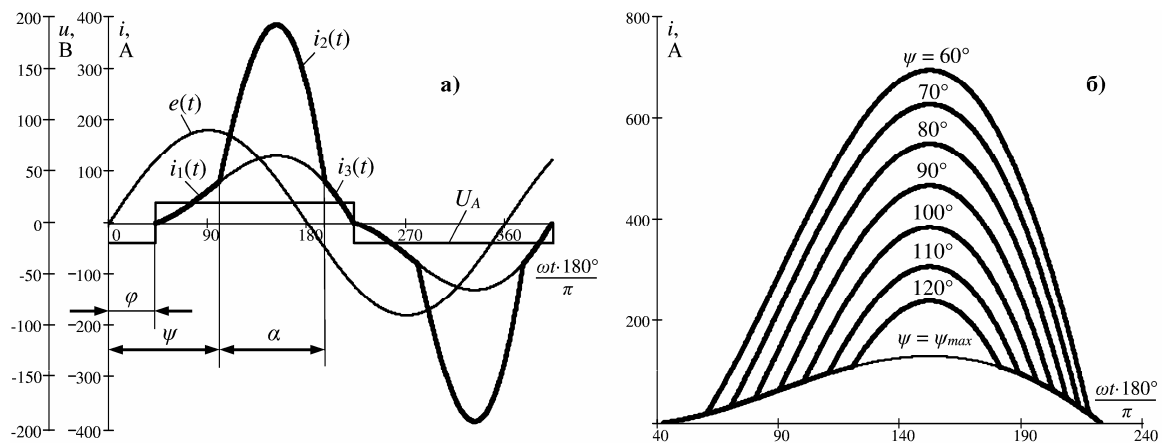 200 u, В 400 i, А
150 300
100 200
50 100
0
-50 −100
-100 −200
-150 −300
-200 −400
а)
i₂(t)
e(t)
i₁(t)
i₃(t)
U_A
0 90 180 270 360
ωt·180°
π
φ
ψ α
800 i, А
600
400
200
б)
ψ = 60°
70°
80°
90°
100°
110°
120°
ψ = ψmax
ωt·180°
π
40 90 140 190 240